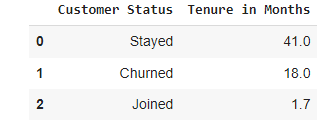 Customer Status Tenure in Months
0 Stayed 41.0
1 Churned 18.0
2 Joined 1.7